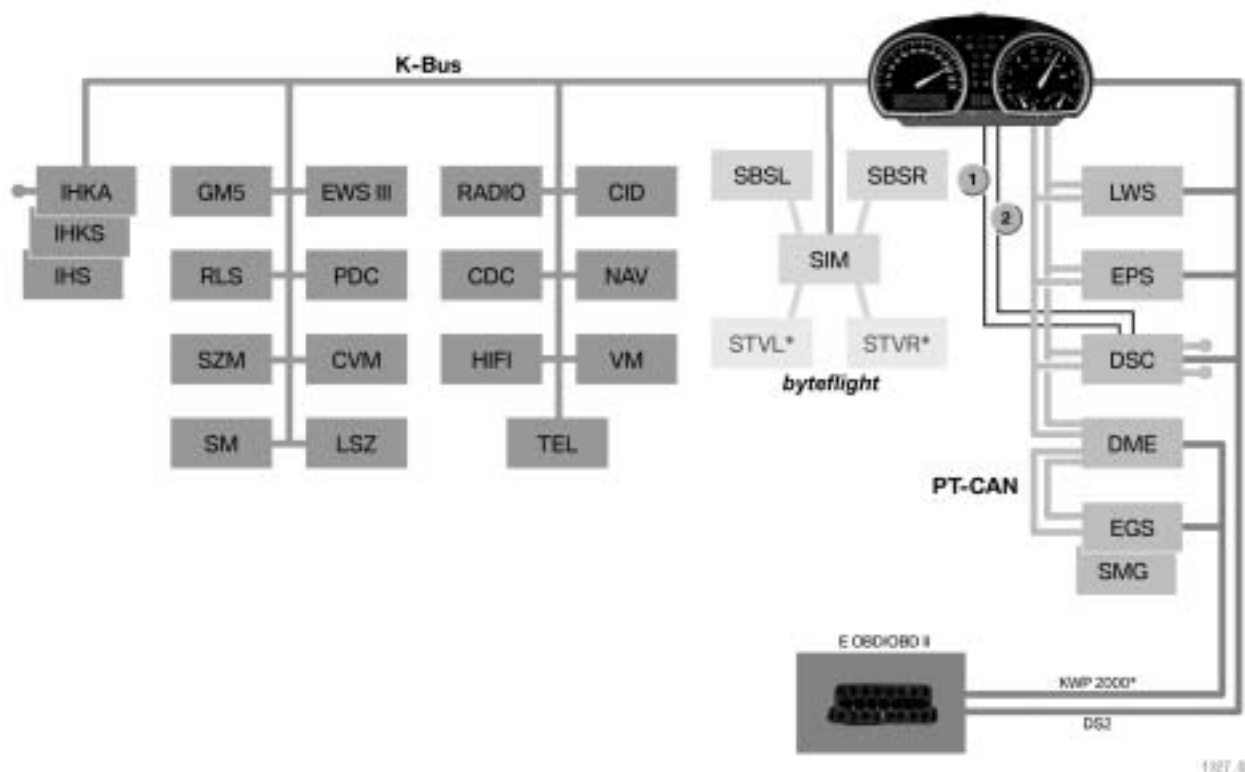 K-Bus
IHKA
IHKS
IHS
GM5
EWS III
RLS
PDC
SZM
CVM
SM
LSZ
RADIO
CID
CDC
NAV
HIFI
VM
TEL
SBSL
SBSR
SIM
STVL*
STVR*
byteflight
1
2
LWS
EPS
DSC
DME
PT-CAN
EGS
SMG
E OBD/OBD II
KWP 2000*
DS2